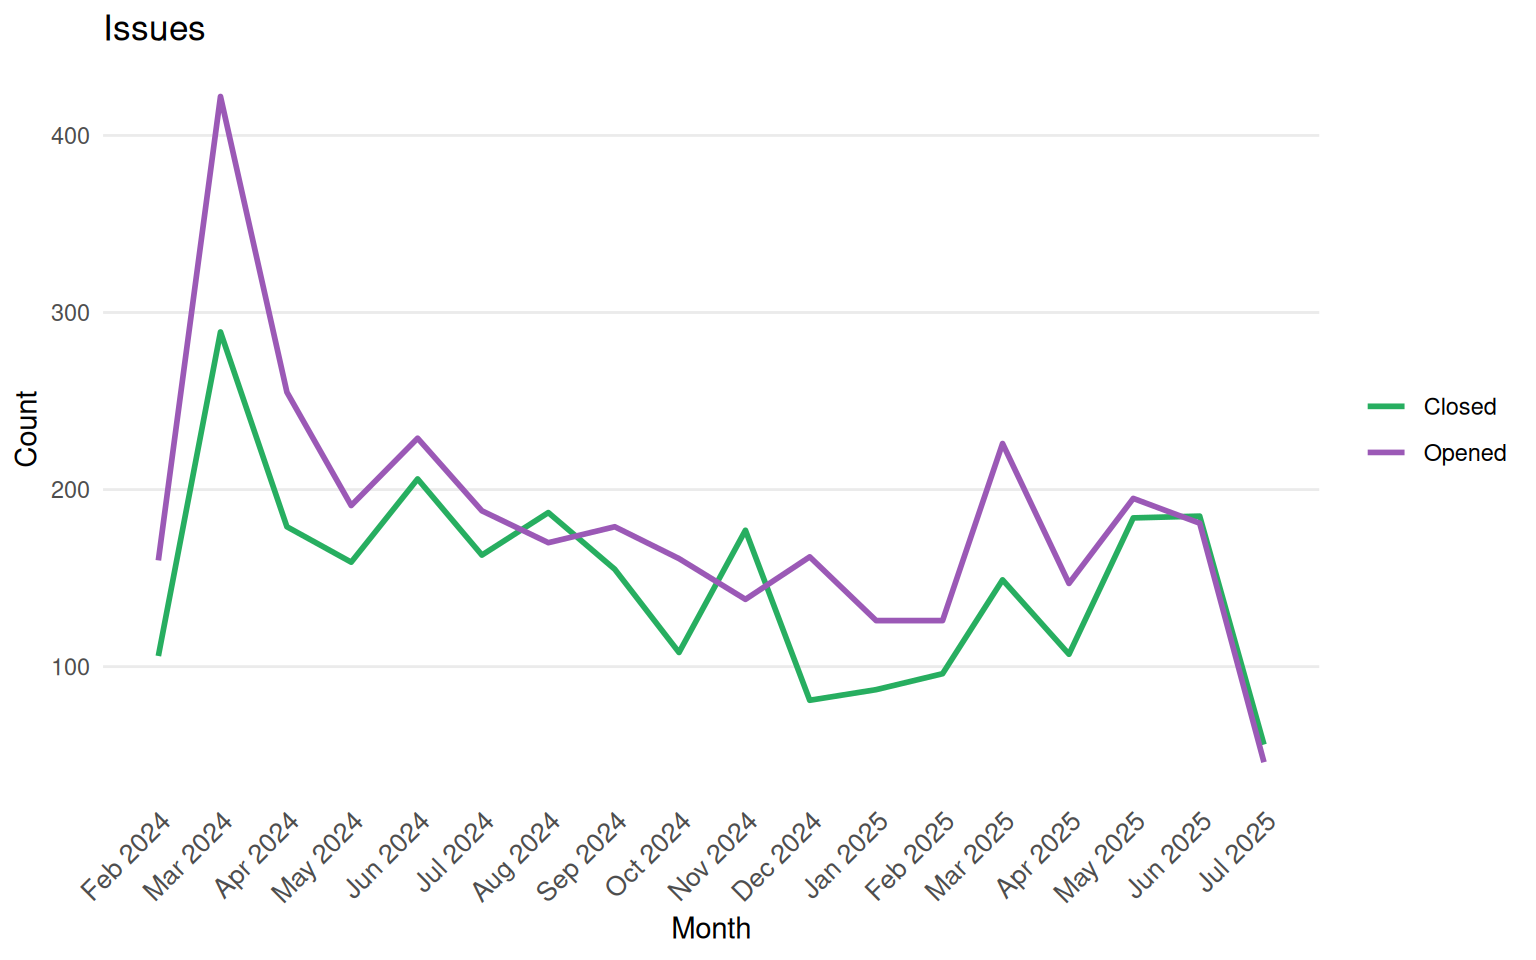 Issues
400
300
200
100
Count
Feb 2024
Mar 2024
Apr 2024
May 2024
Jun 2024
Jul 2024
Aug 2024
Sep 2024
Oct 2024
Nov 2024
Dec 2024
Jan 2025
Feb 2025
Mar 2025
Apr 2025
May 2025
Jun 2025
Jul 2025
Month
Closed
Opened